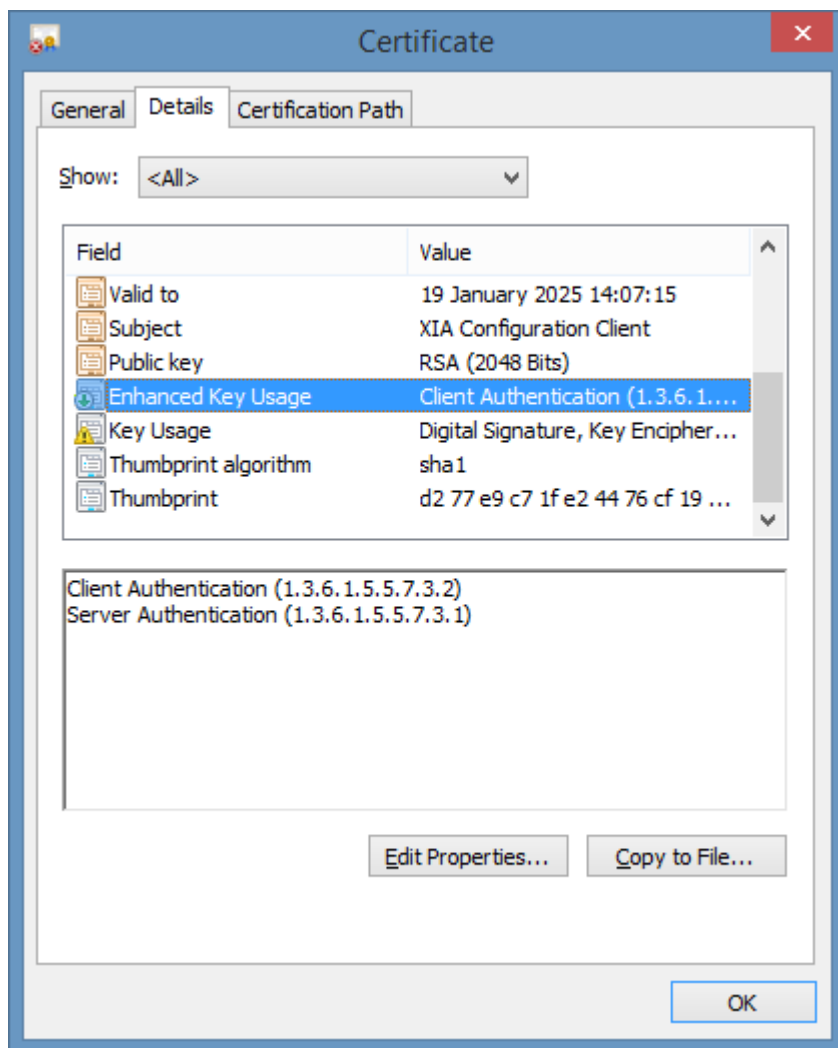 Certificate
General Details Certification Path
Show: <All>
Field Value
Valid to 19 January 2025 14:07:15
Subject XIA Configuration Client
Public key RSA (2048 Bits)
Enhanced Key Usage Client Authentication (1.3.6.1....
Key Usage Digital Signature, Key Encipher...
Thumbprint algorithm sha1
Thumbprint d2 77 e9 c7 1f e2 44 76 cf 19 ...
Client Authentication (1.3.6.1.5.5.7.3.2)
Server Authentication (1.3.6.1.5.5.7.3.1)
Edit Properties... Copy to File...
OK